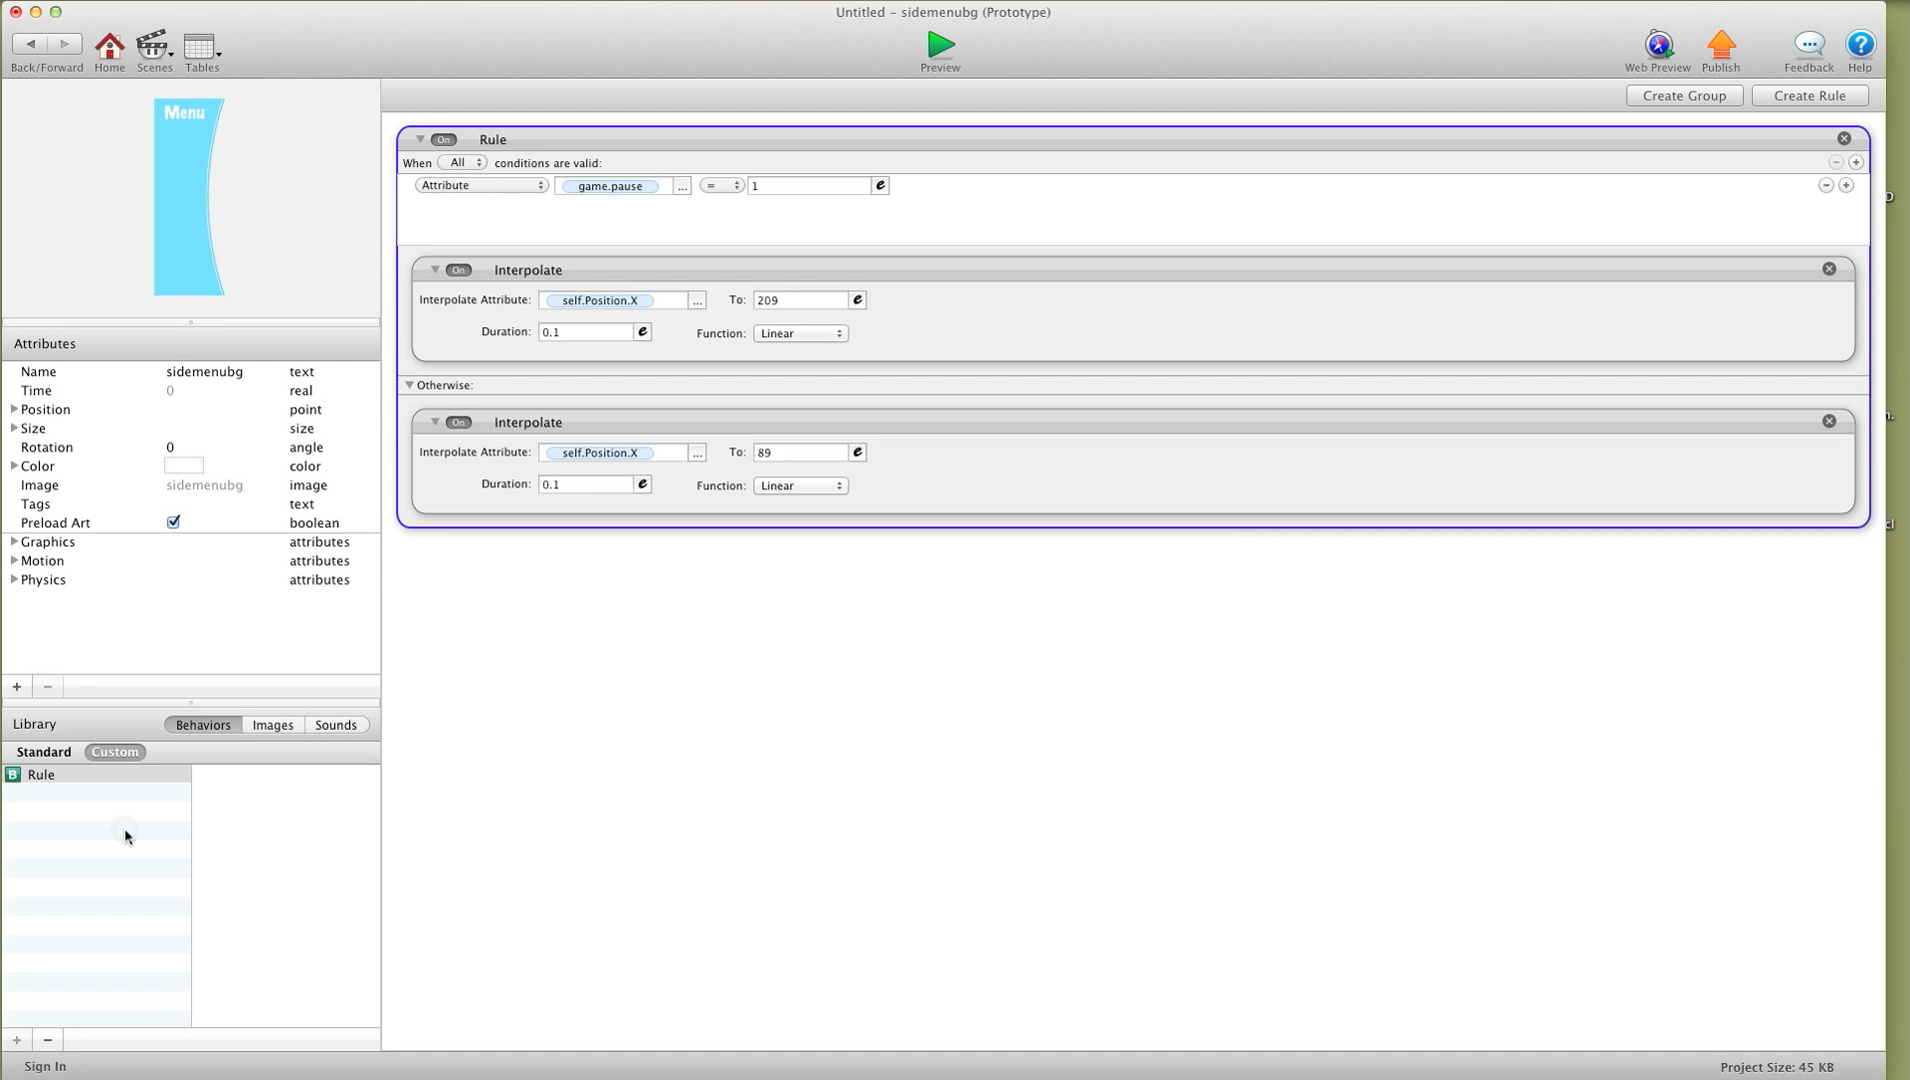 Untitled – sidemenubg (Prototype)
Back/Forward Home Scenes Tables Preview Web Preview Publish Feedback Help
Create Group Create Rule
Menu
On Rule
When All conditions are valid:
Attribute game.pause ... = 1 e
On Interpolate
Interpolate Attribute: self.Position.X ... To: 209 e
Duration: 0.1 e Function: Linear
Otherwise:
On Interpolate
Interpolate Attribute: self.Position.X ... To: 89 e
Duration: 0.1 e Function: Linear
Attributes
Name sidemenubg text
Time 0 real
Position point
Size size
Rotation 0 angle
Color color
Image sidemenubg image
Tags text
Preload Art boolean
Graphics attributes
Motion attributes
Physics attributes
Library Behaviors Images Sounds
Standard Custom
B Rule
Sign In
Project Size: 45 KB